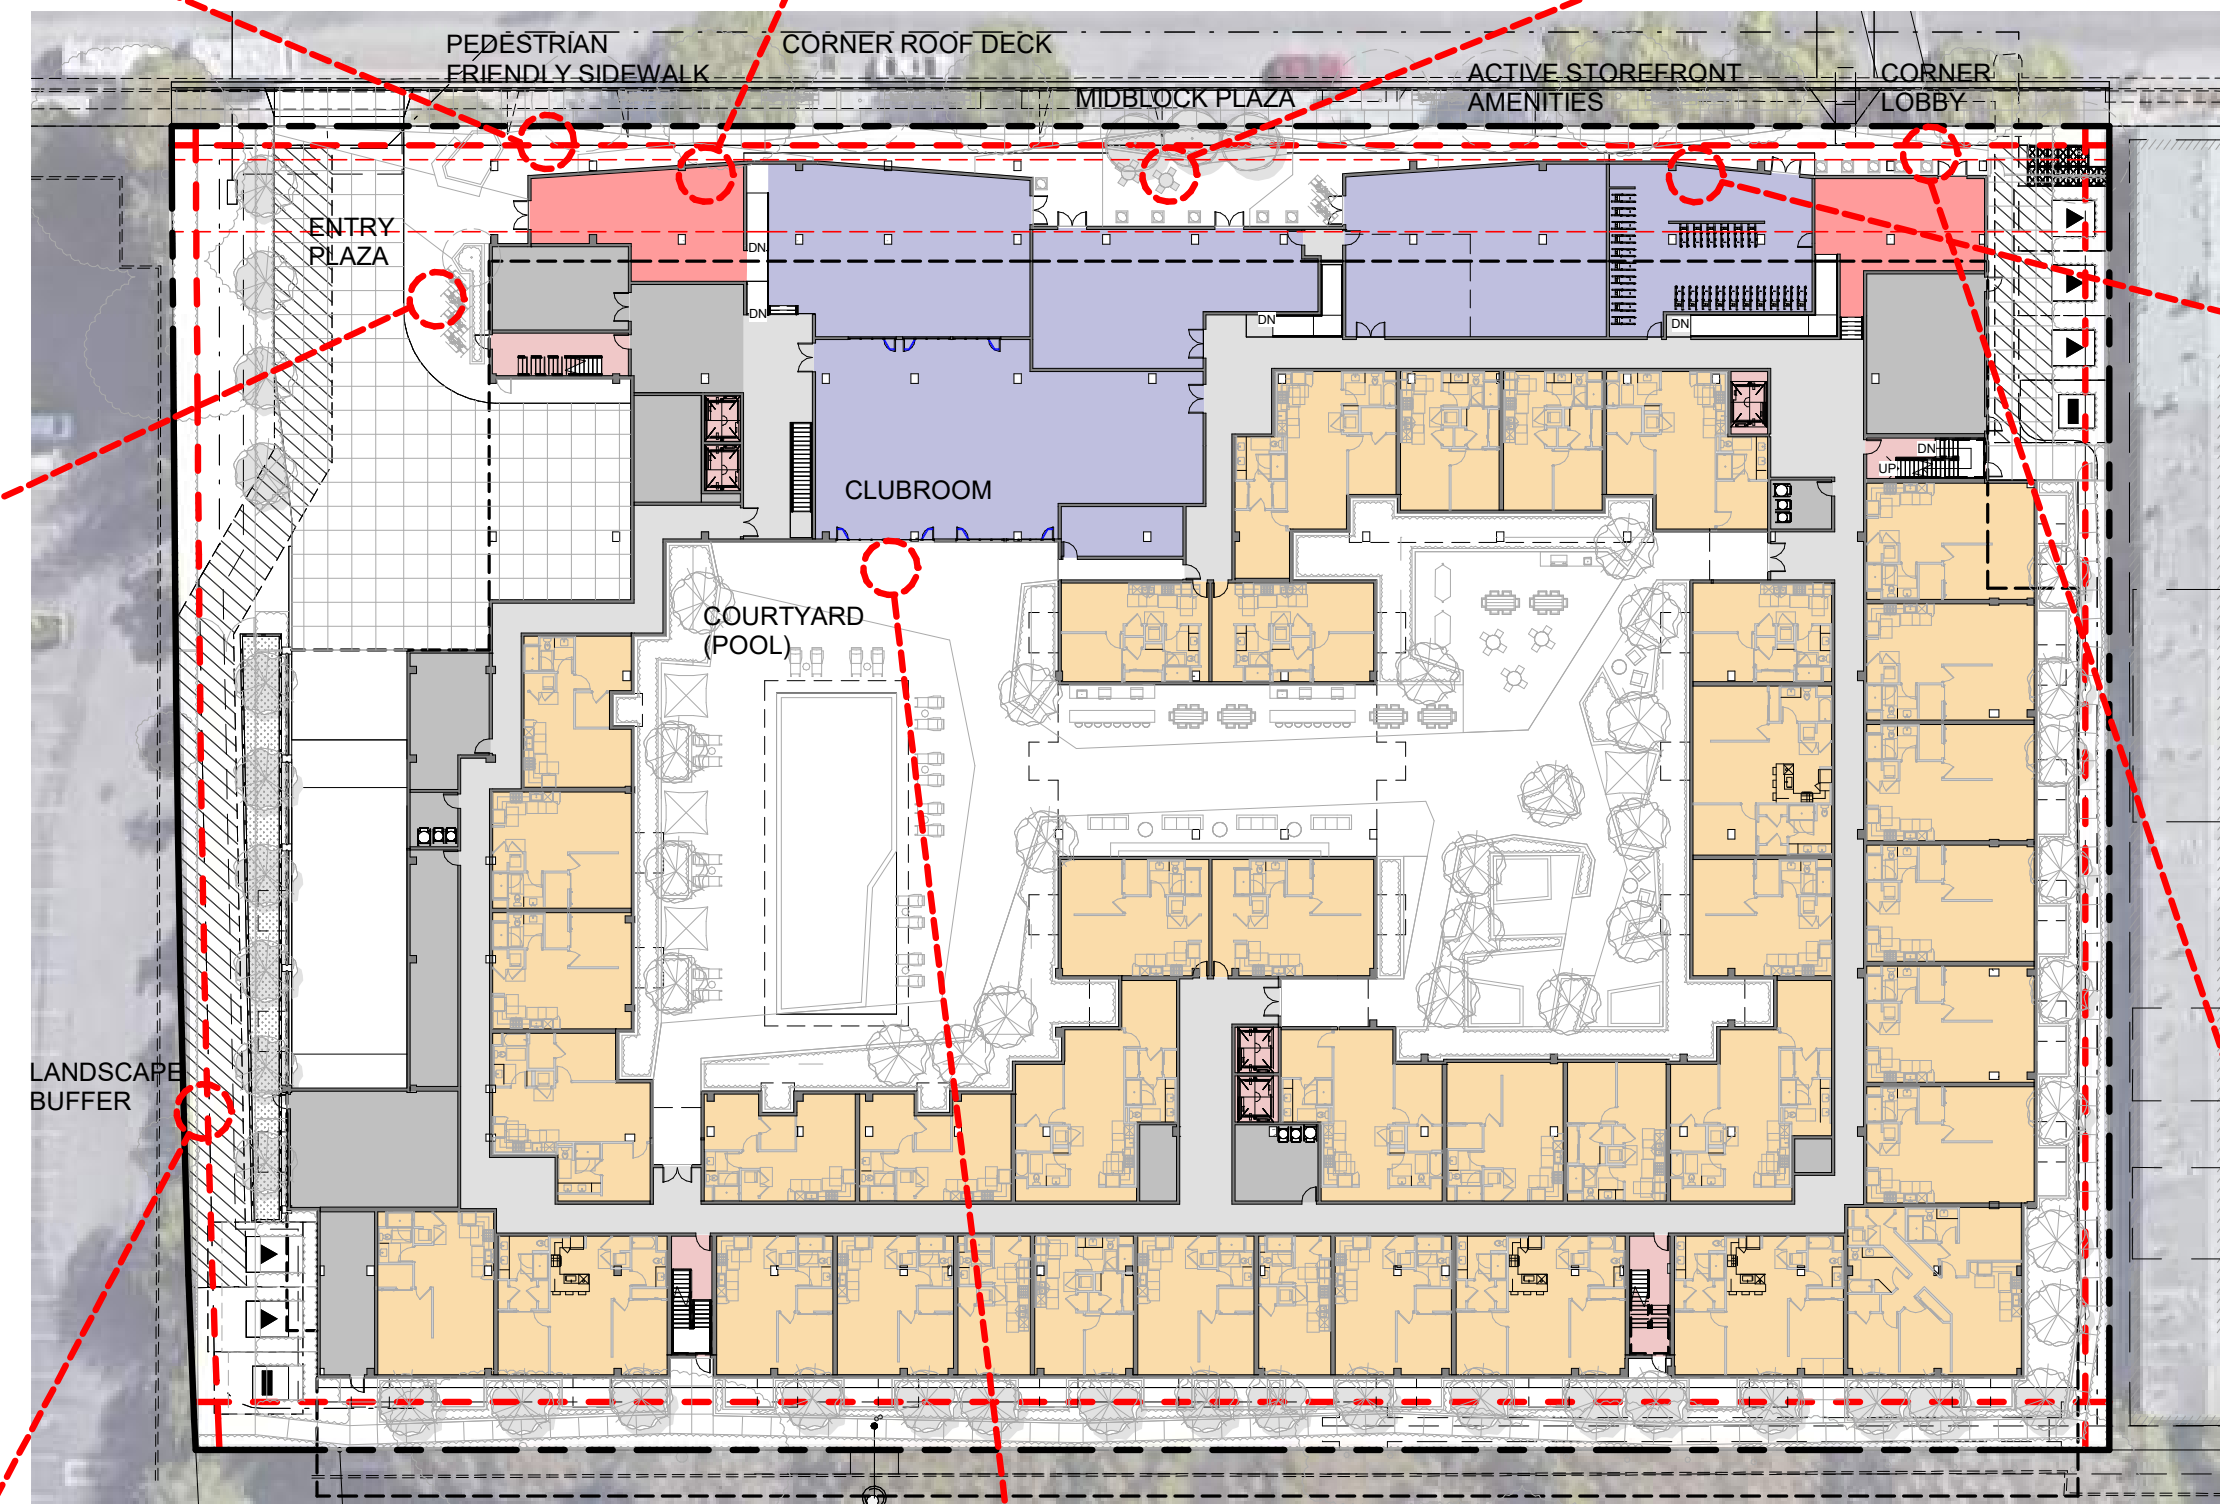 PEDESTRIAN
FRIENDLY SIDEWALK
CORNER ROOF DECK
MIDBLOCK PLAZA
ACTIVE STOREFRONT
AMENITIES
CORNER
LOBBY
ENTRY
PLAZA
DN
DN
DN
DN
DN
UP
CLUBROOM
COURTYARD
(POOL)
LANDSCAPE
BUFFER